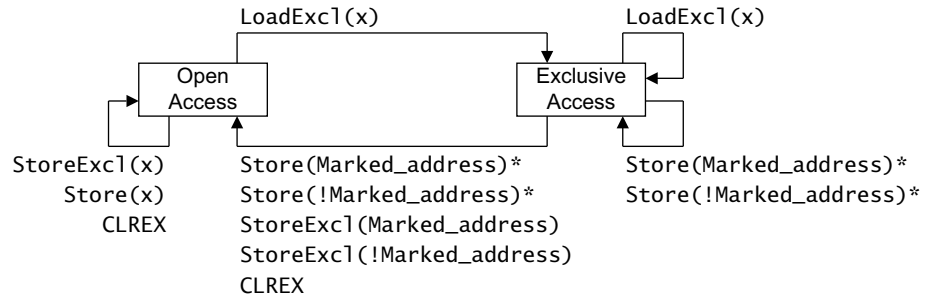 LoadExcl(x)
LoadExcl(x)
Open
Access
Exclusive
Access
StoreExcl(x)
Store(x)
CLREX
Store(Marked_address)*
Store(!Marked_address)*
StoreExcl(Marked_address)
StoreExcl(!Marked_address)
CLREX
Store(Marked_address)*
Store(!Marked_address)*